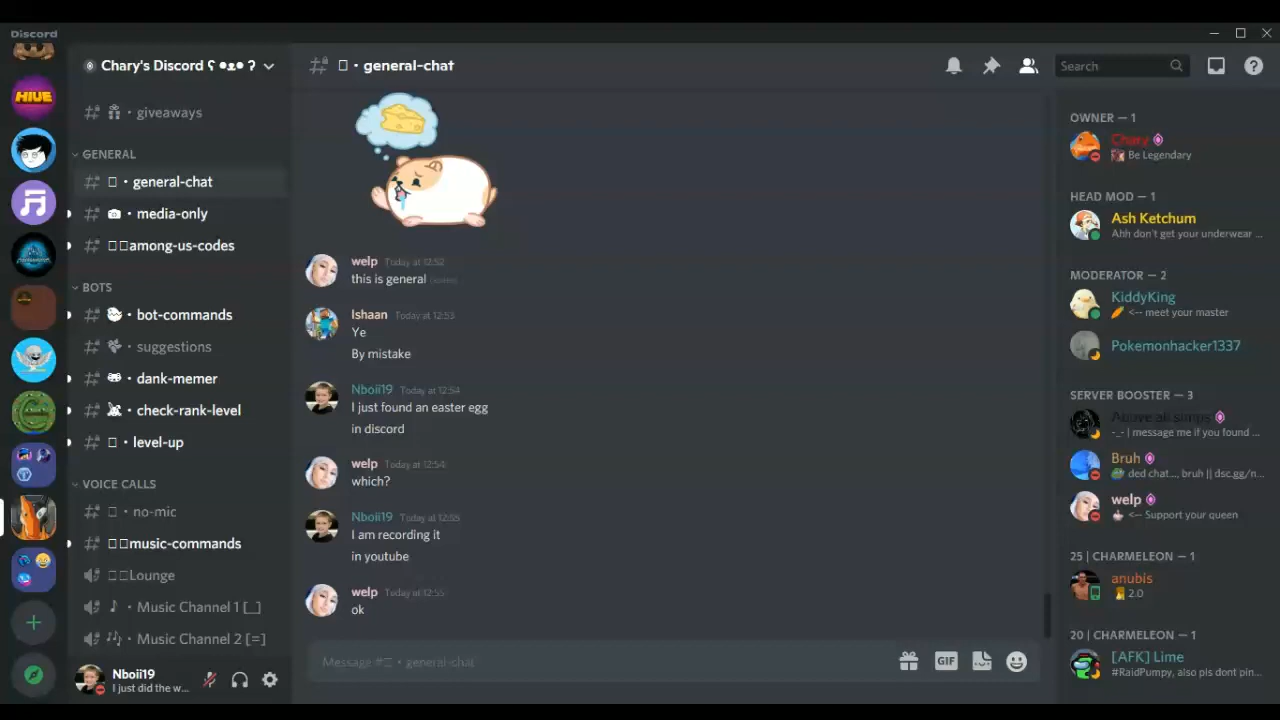 Discord
HIVE
Chary's Discord ʕ •ᴥ• ʔ
• general-chat
Search
• giveaways
GENERAL
• general-chat
• media-only
among-us-codes
BOTS
• bot-commands
• suggestions
• dank-memer
• check-rank-level
• level-up
VOICE CALLS
• no-mic
music-commands
Lounge
• Music Channel 1 [_]
• Music Channel 2 [=]
Nboii19
I just did the w...
welp Today at 12:52
this is general (edited)
Ishaan Today at 12:53
Ye
By mistake
Nboii19 Today at 12:54
I just found an easter egg
in discord
welp Today at 12:54
which?
Nboii19 Today at 12:55
I am recording it
in youtube
welp Today at 12:55
ok
Message # • general-chat
GIF
OWNER — 1
Chary
Be Legendary
HEAD MOD — 1
Ash Ketchum
Ahh don't get your underwear ...
MODERATOR — 2
KiddyKing
<-- meet your master
Pokemonhacker1337
SERVER BOOSTER — 3
Above all simps
-_- | message me if you found ...
Bruh
ded chat..., bruh || dsc.gg/n...
welp
<-- Support your queen
25 | CHARMELEON — 1
anubis
2.0
20 | CHARMELEON — 1
[AFK] Lime
#RaidPumpy, also pls dont pin...